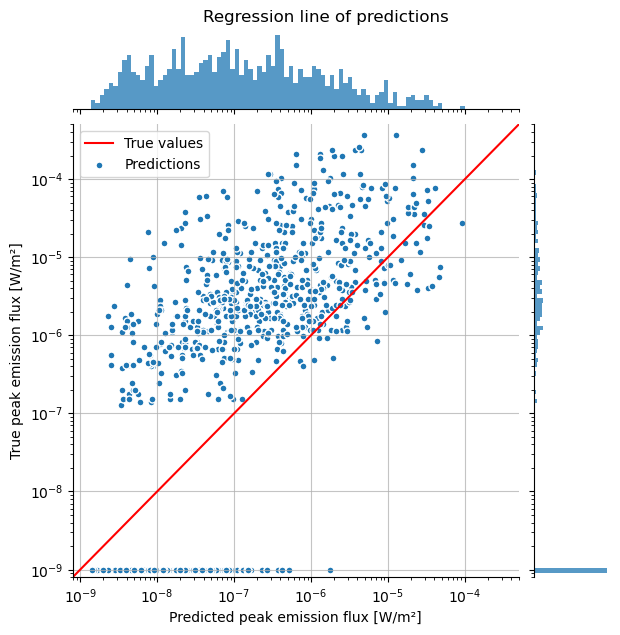 Regression line of predictions
True values
Predictions
True peak emission flux [W/m²]
10⁻⁴
10⁻⁵
10⁻⁶
10⁻⁷
10⁻⁸
10⁻⁹
10⁻⁹ 10⁻⁸ 10⁻⁷ 10⁻⁶ 10⁻⁵ 10⁻⁴
Predicted peak emission flux [W/m²]